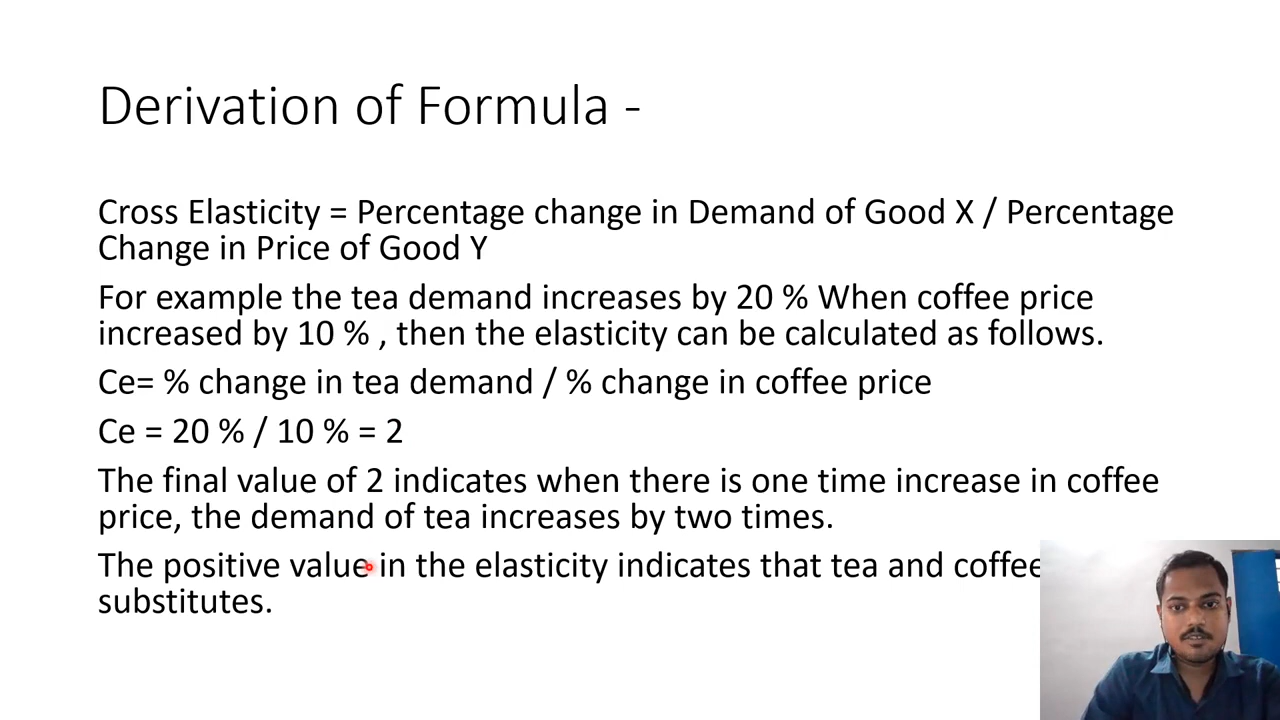 Derivation of Formula -
Cross Elasticity = Percentage change in Demand of Good X / Percentage
Change in Price of Good Y
For example the tea demand increases by 20 % When coffee price
increased by 10 % , then the elasticity can be calculated as follows.
Ce= % change in tea demand / % change in coffee price
Ce = 20 % / 10 % = 2
The final value of 2 indicates when there is one time increase in coffee
price, the demand of tea increases by two times.
The positive value in the elasticity indicates that tea and coffee
substitutes.